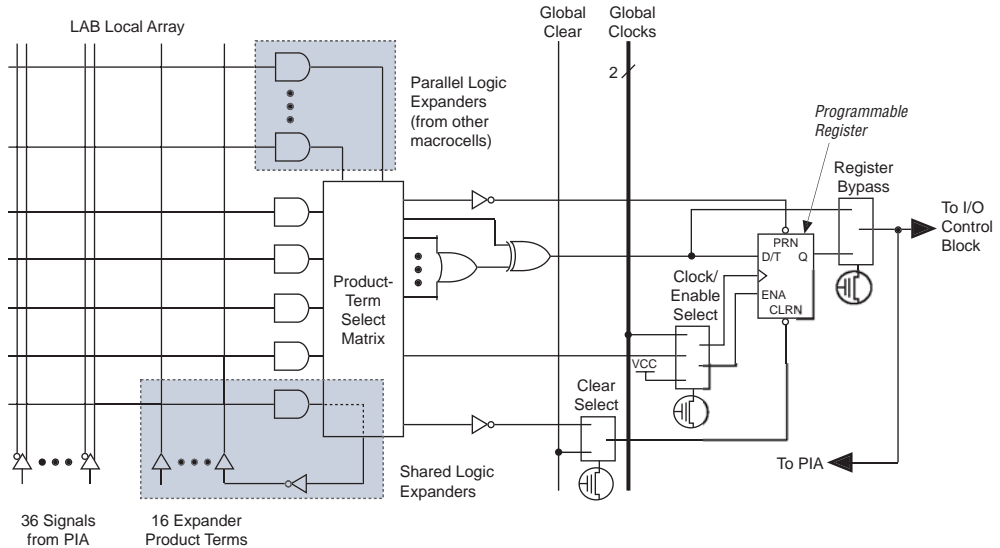 LAB Local Array
Global
Clear
Global
Clocks
2
Parallel Logic
Expanders
(from other
macrocells)
Programmable
Register
Register
Bypass
To I/O
Control
Block
PRN
D/T Q
ENA
CLRN
Clock/
Enable
Select
Product-
Term
Select
Matrix
VCC
Clear
Select
To PIA
Shared Logic
Expanders
36 Signals
from PIA
16 Expander
Product Terms